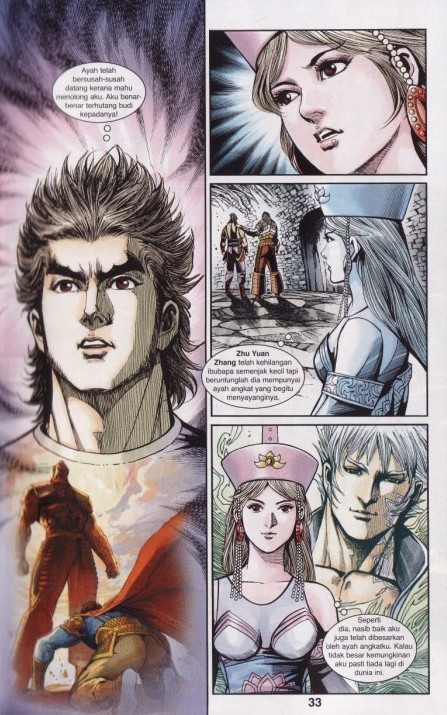 Ayah telah
bersusah-susah
datang kerana mahu
menolong aku. Aku benar-
benar terhutang budi
kepadanya!
Zhu Yuan
Zhang telah kehilangan
ibubapa semenjak kecil tapi
beruntunglah dia mempunyai
ayah angkat yang begitu
menyayanginya.
Seperti
dia, nasib baik aku
juga telah dibesarkan
oleh ayah angkatku. Kalau
tidak besar kemungkinan
aku pasti tiada lagi di
dunia ini.
33